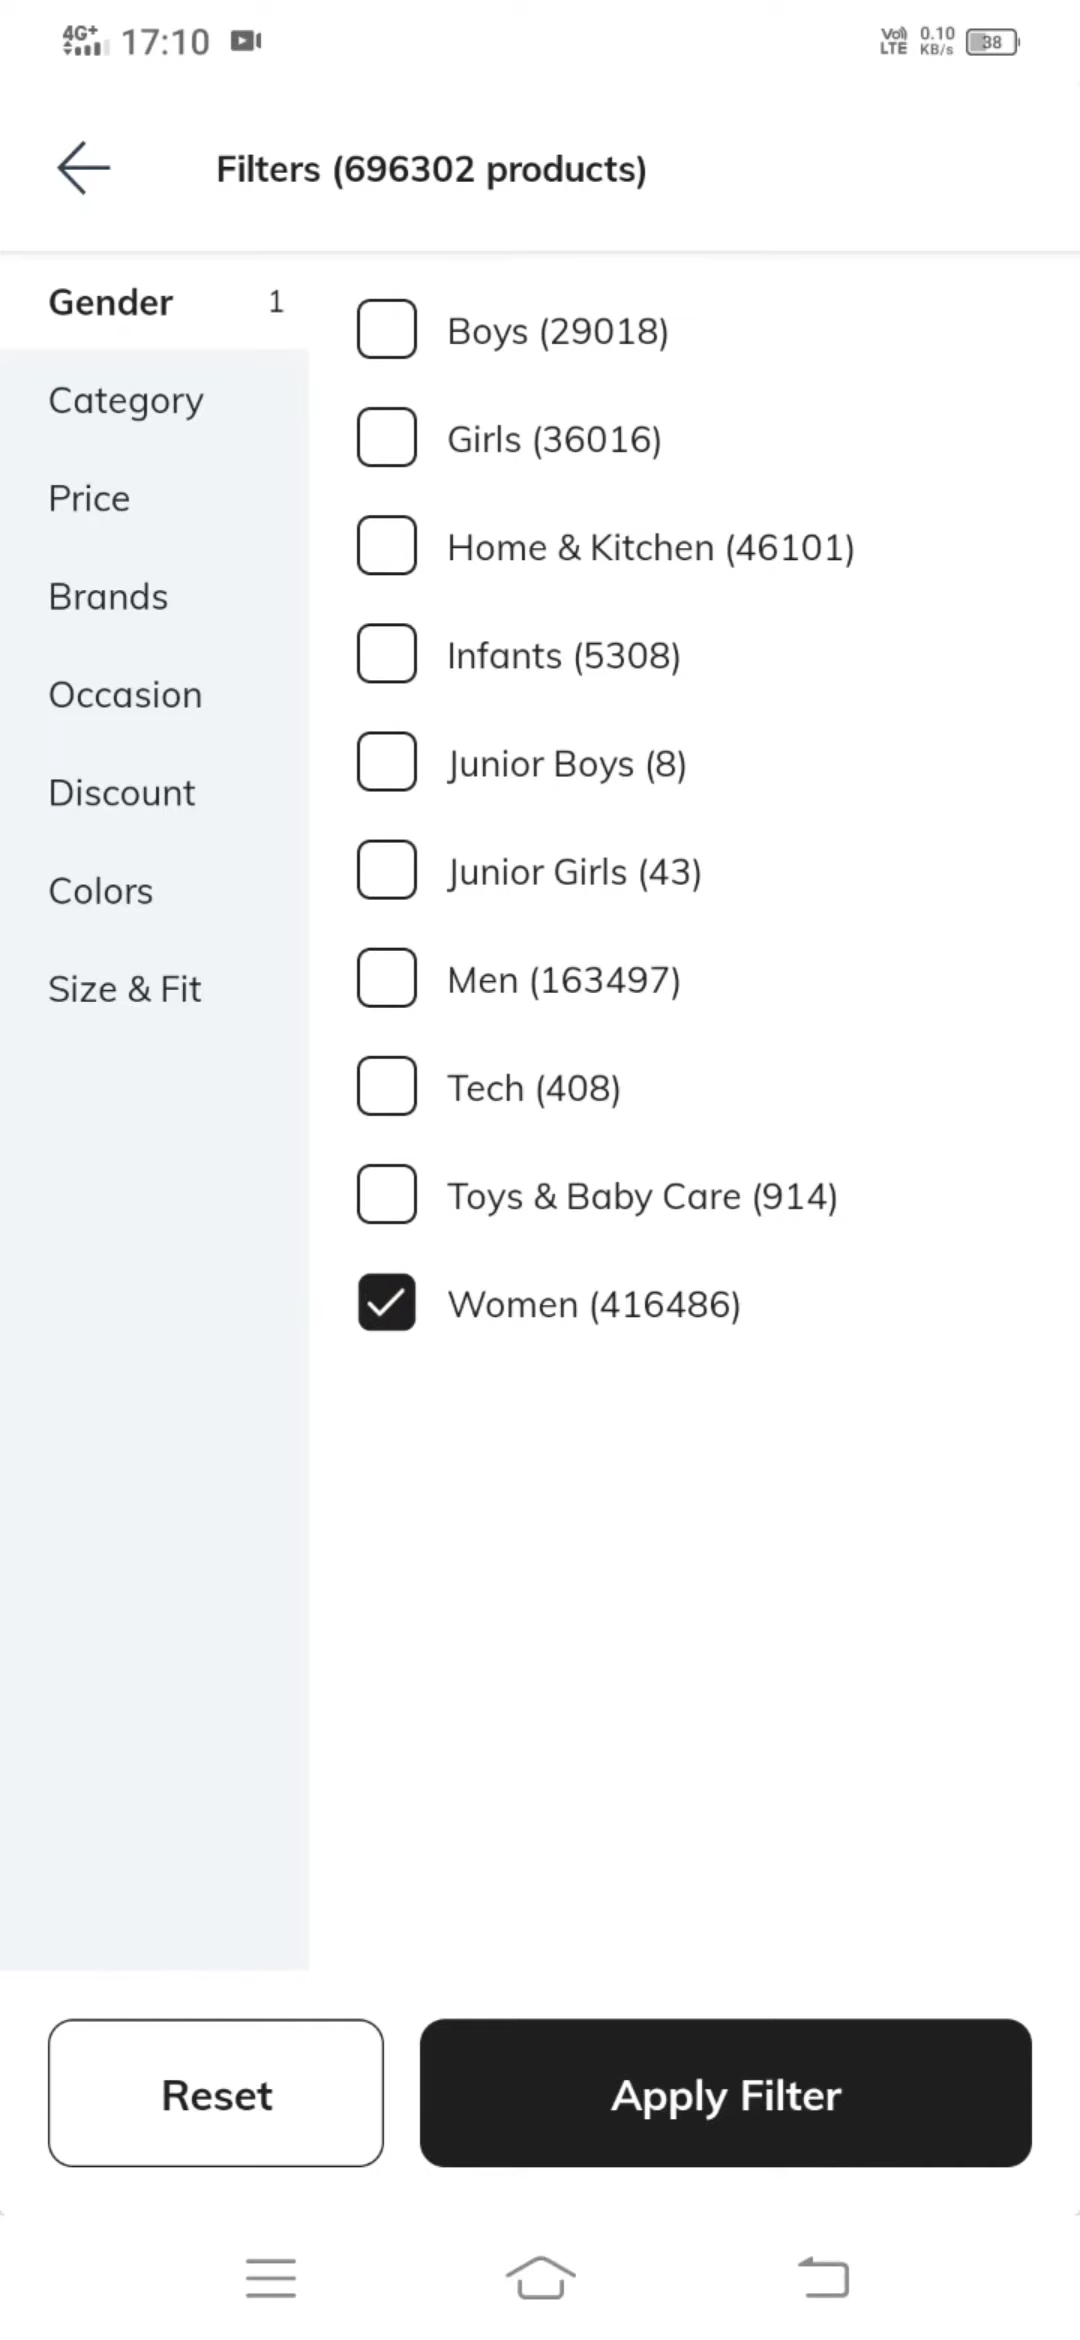 4G+ 17:10 Vo) LTE 0.10 KB/s 38
Filters (696302 products)
Gender 1
Category
Price
Brands
Occasion
Discount
Colors
Size & Fit
Boys (29018)
Girls (36016)
Home & Kitchen (46101)
Infants (5308)
Junior Boys (8)
Junior Girls (43)
Men (163497)
Tech (408)
Toys & Baby Care (914)
Women (416486)
Reset
Apply Filter